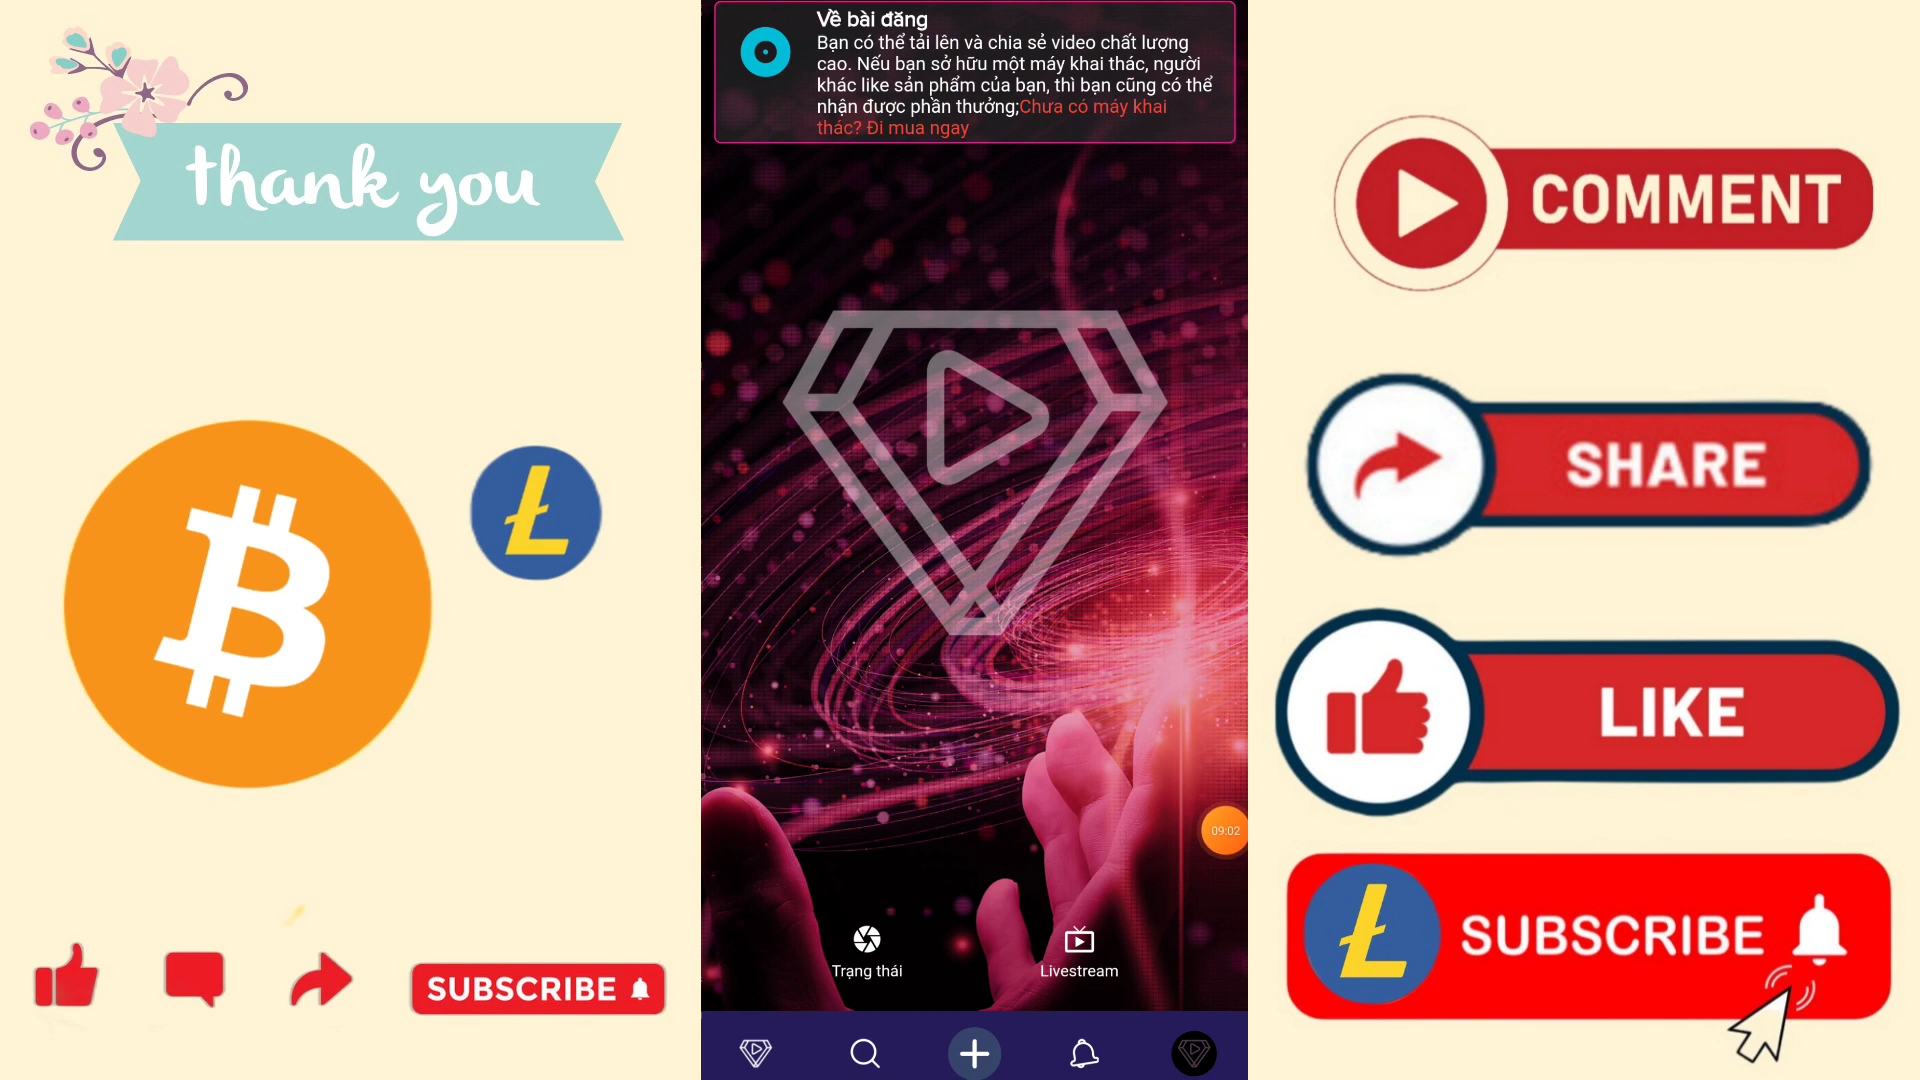 thank you
SUBSCRIBE
Về bài đăng
Bạn có thể tải lên và chia sẻ video chất lượng
cao. Nếu bạn sở hữu một máy khai thác, người
khác like sản phẩm của bạn, thì bạn cũng có thể
nhận được phần thưởng;Chưa có máy khai
thác? Đi mua ngay
09:02
Trạng thái
Livestream
COMMENT
SHARE
LIKE
SUBSCRIBE